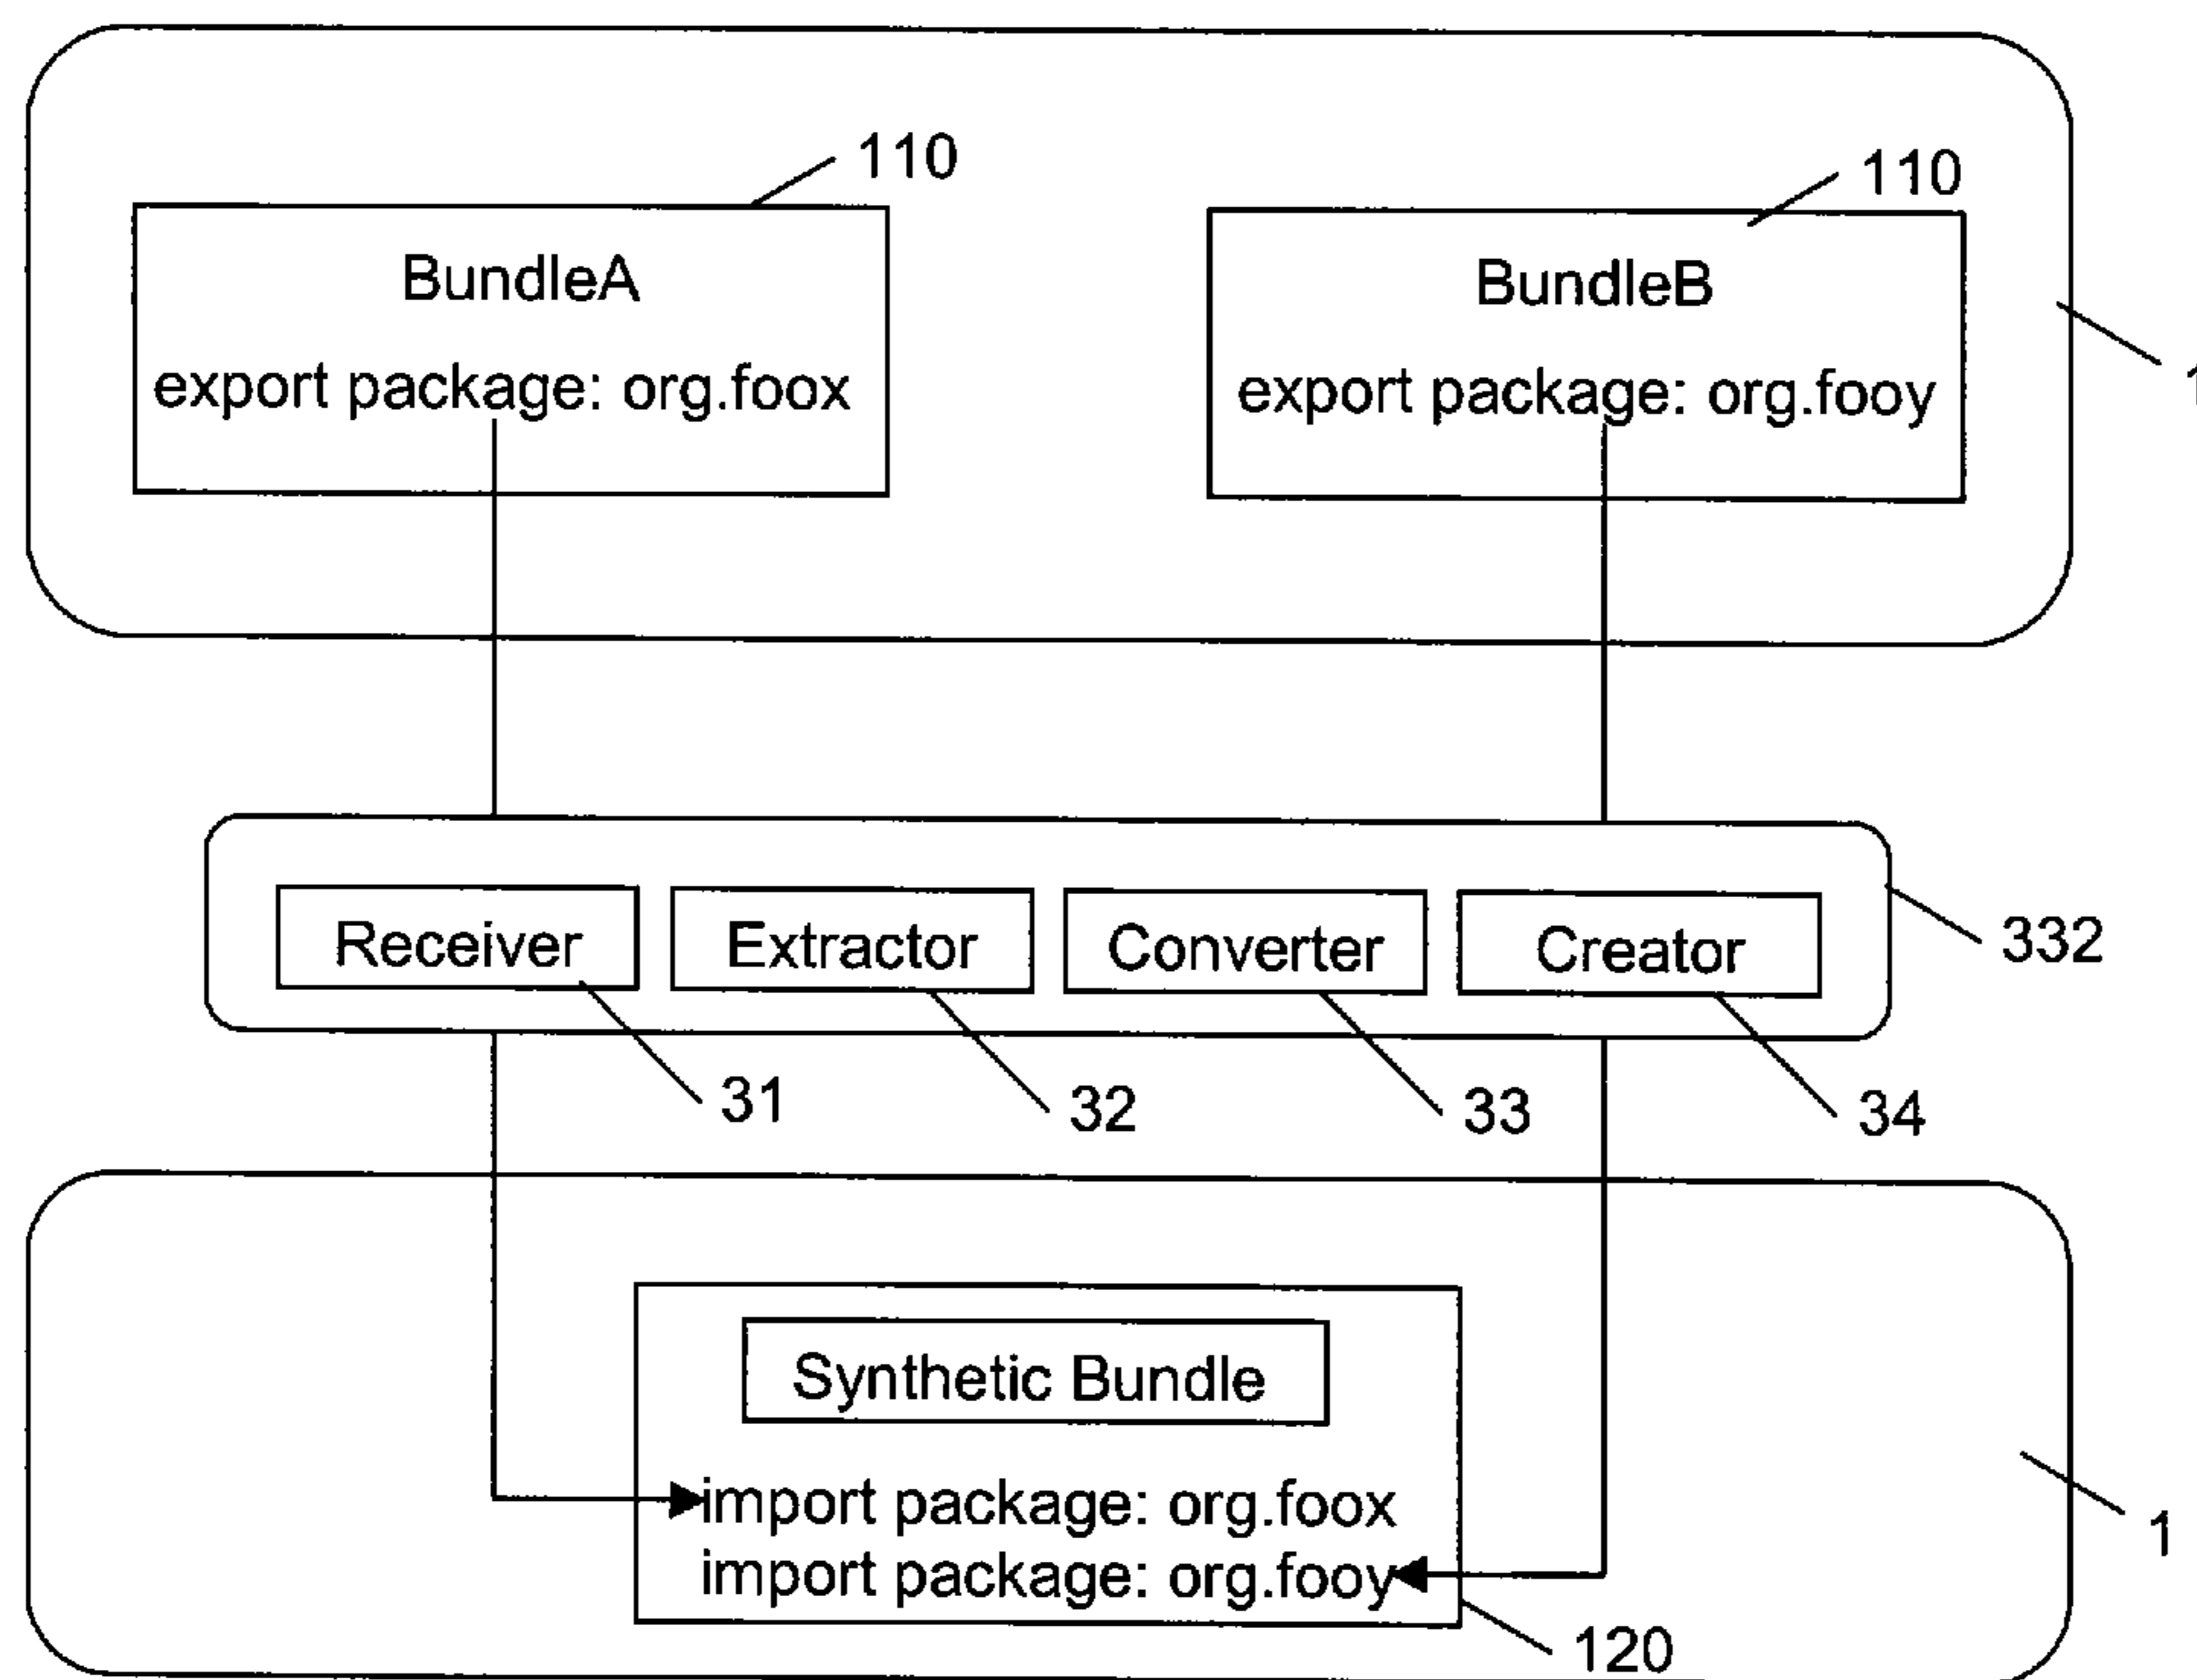 110
110
BundleA
BundleB
export package: org.foox
export package: org.fooy
1
Receiver
Extractor
Converter
Creator
332
31
32
33
34
Synthetic Bundle
import package: org.foox
import package: org.fooy
1
120